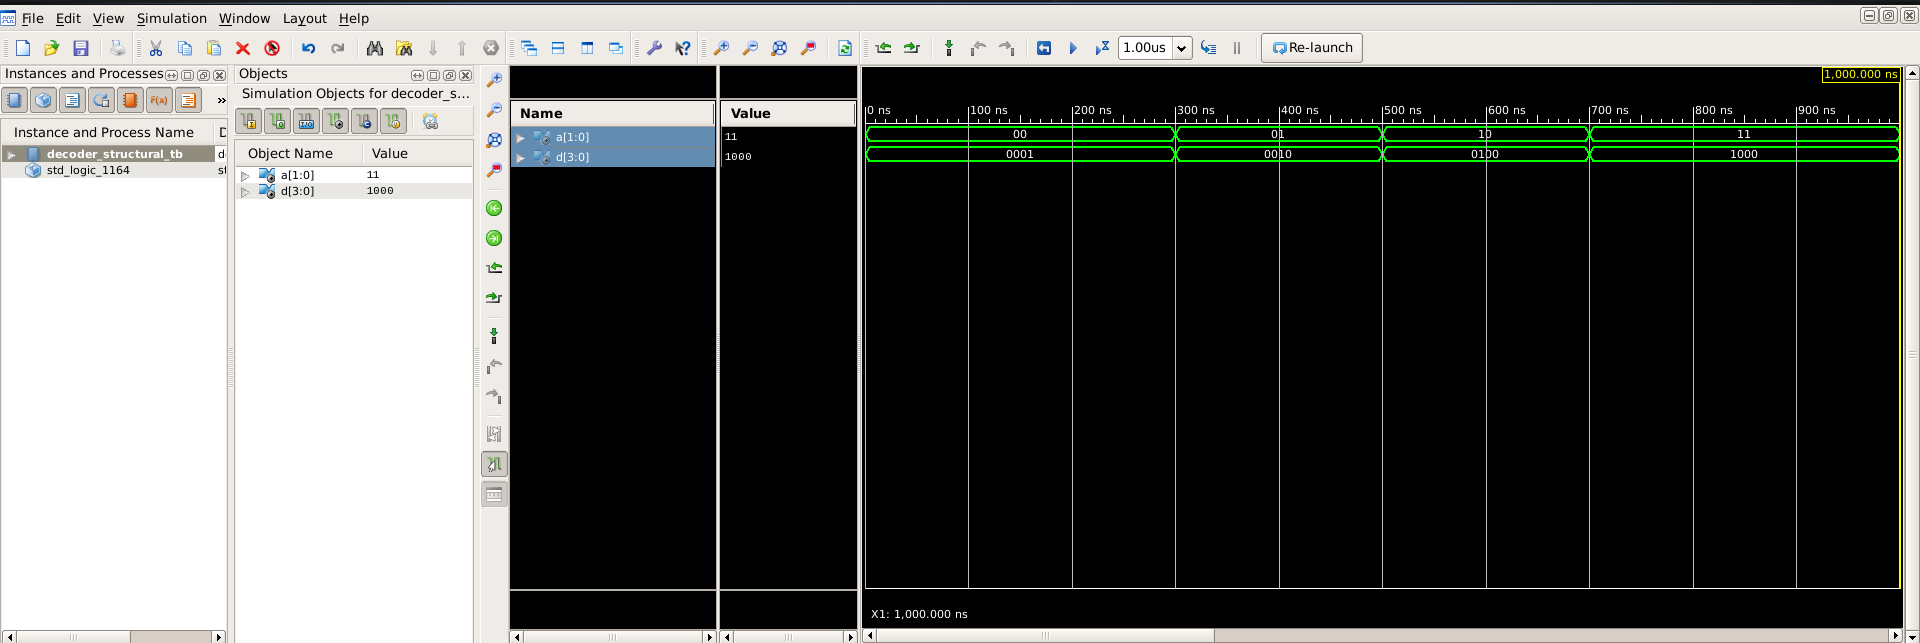 File Edit View Simulation Window Layout Help
1.00us Re-launch
Instances and Processes
Objects
Simulation Objects for decoder_s...
F(x)
»
Instance and Process Name D
decoder_structural_tb d
std_logic_1164 s
Object Name Value
a[1:0] 11
d[3:0] 1000
Name Value
a[1:0] 11
d[3:0] 1000
1,000.000 ns
0 ns 100 ns 200 ns 300 ns 400 ns 500 ns 600 ns 700 ns 800 ns 900 ns
00 01 10 11
0001 0010 0100 1000
X1: 1,000.000 ns